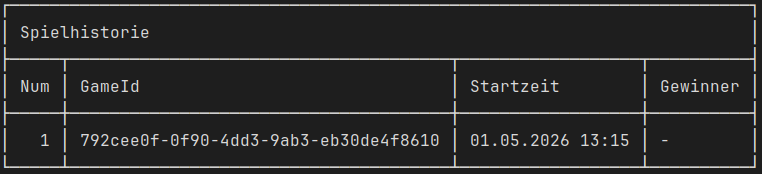 Spielhistorie
Num GameId Startzeit Gewinner
1 792cee0f-0f90-4dd3-9ab3-eb30de4f8610 01.05.2026 13:15 -